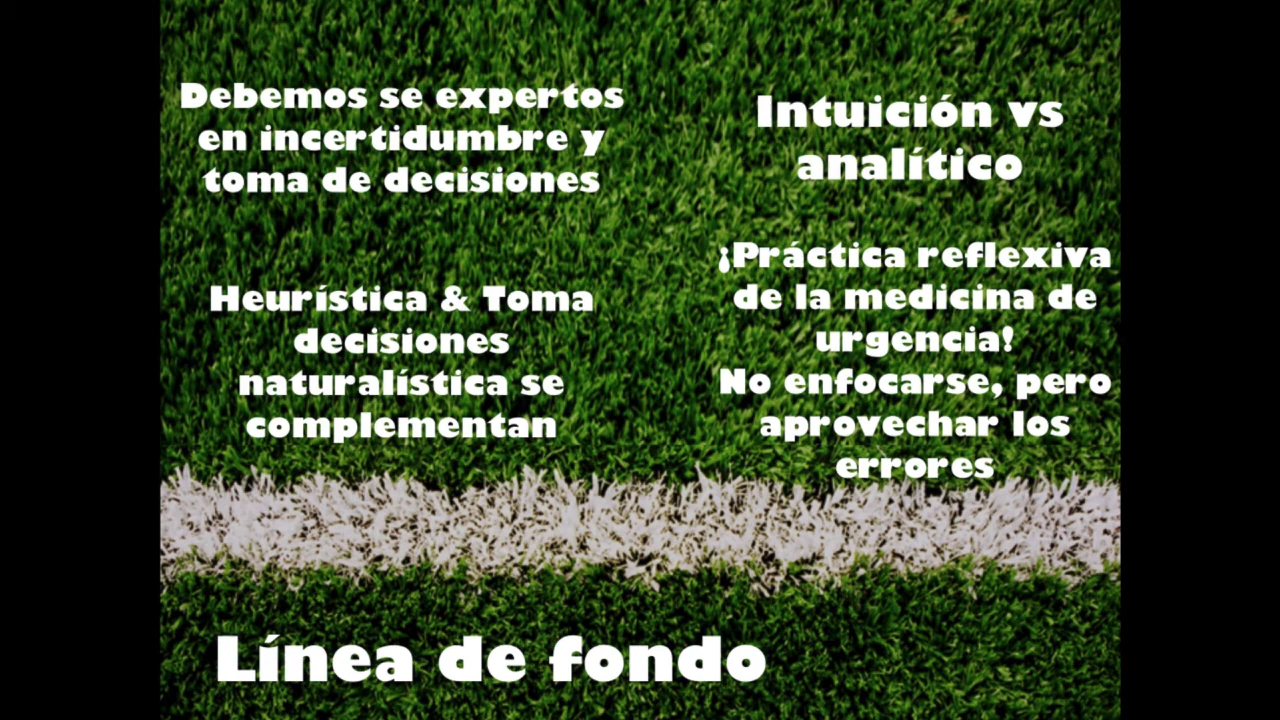 Debemos se expertos
en incertidumbre y
toma de decisiones
Heurística & Toma
decisiones
naturalística se
complementan
Intuición vs
analítico
¡Práctica reflexiva
de la medicina de
urgencia!
No enfocarse, pero
aprovechar los
errores
Línea de fondo